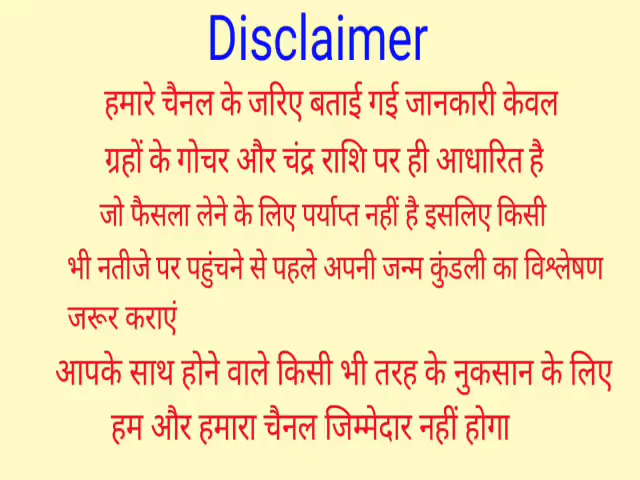 Disclaimer
हमारे चैनल के जरिए बताई गई जानकारी केवल
ग्रहों के गोचर और चंद्र राशि पर ही आधारित है
जो फैसला लेने के लिए पर्याप्त नहीं है इसलिए किसी
भी नतीजे पर पहुंचने से पहले अपनी जन्म कुंडली का विश्लेषण
जरूर कराएं
आपके साथ होने वाले किसी भी तरह के नुकसान के लिए
हम और हमारा चैनल जिम्मेदार नहीं होगा